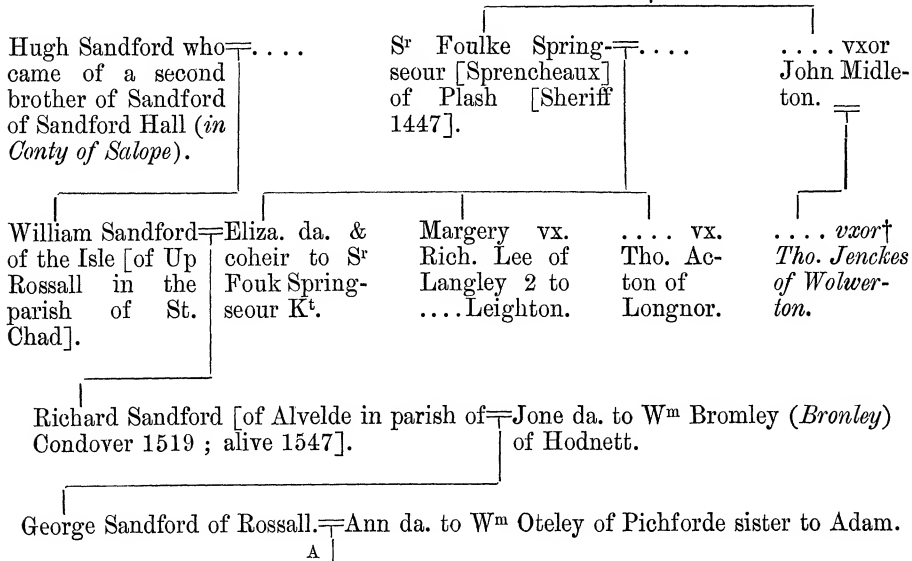 Hugh Sandford who
came of a second
brother of Sandford
of Sandford Hall (in
Conty of Salope).
. . . .
Sr Foulke Spring-
seour [Sprencheaux]
of Plash [Sheriff
1447].
. . . .
. . . . vxor
John Midle-
ton.
William Sandford
of the Isle [of Up
Rossall in the
parish of St.
Chad].
Eliza. da. &
coheir to Sr
Fouk Spring-
seour Kt.
Margery vx.
Rich. Lee of
Langley 2 to
. . . . Leighton.
. . . . vx.
Tho. Ac-
ton of
Longnor.
. . . . vxor†
Tho. Jenckes
of Wolwer-
ton.
Richard Sandford [of Alvelde in parish of
Condover 1519 ; alive 1547].
Jone da. to Wm Bromley (Bronley)
of Hodnett.
George Sandford of Rossall.
Ann da. to Wm Oteley of Pichforde sister to Adam.
A